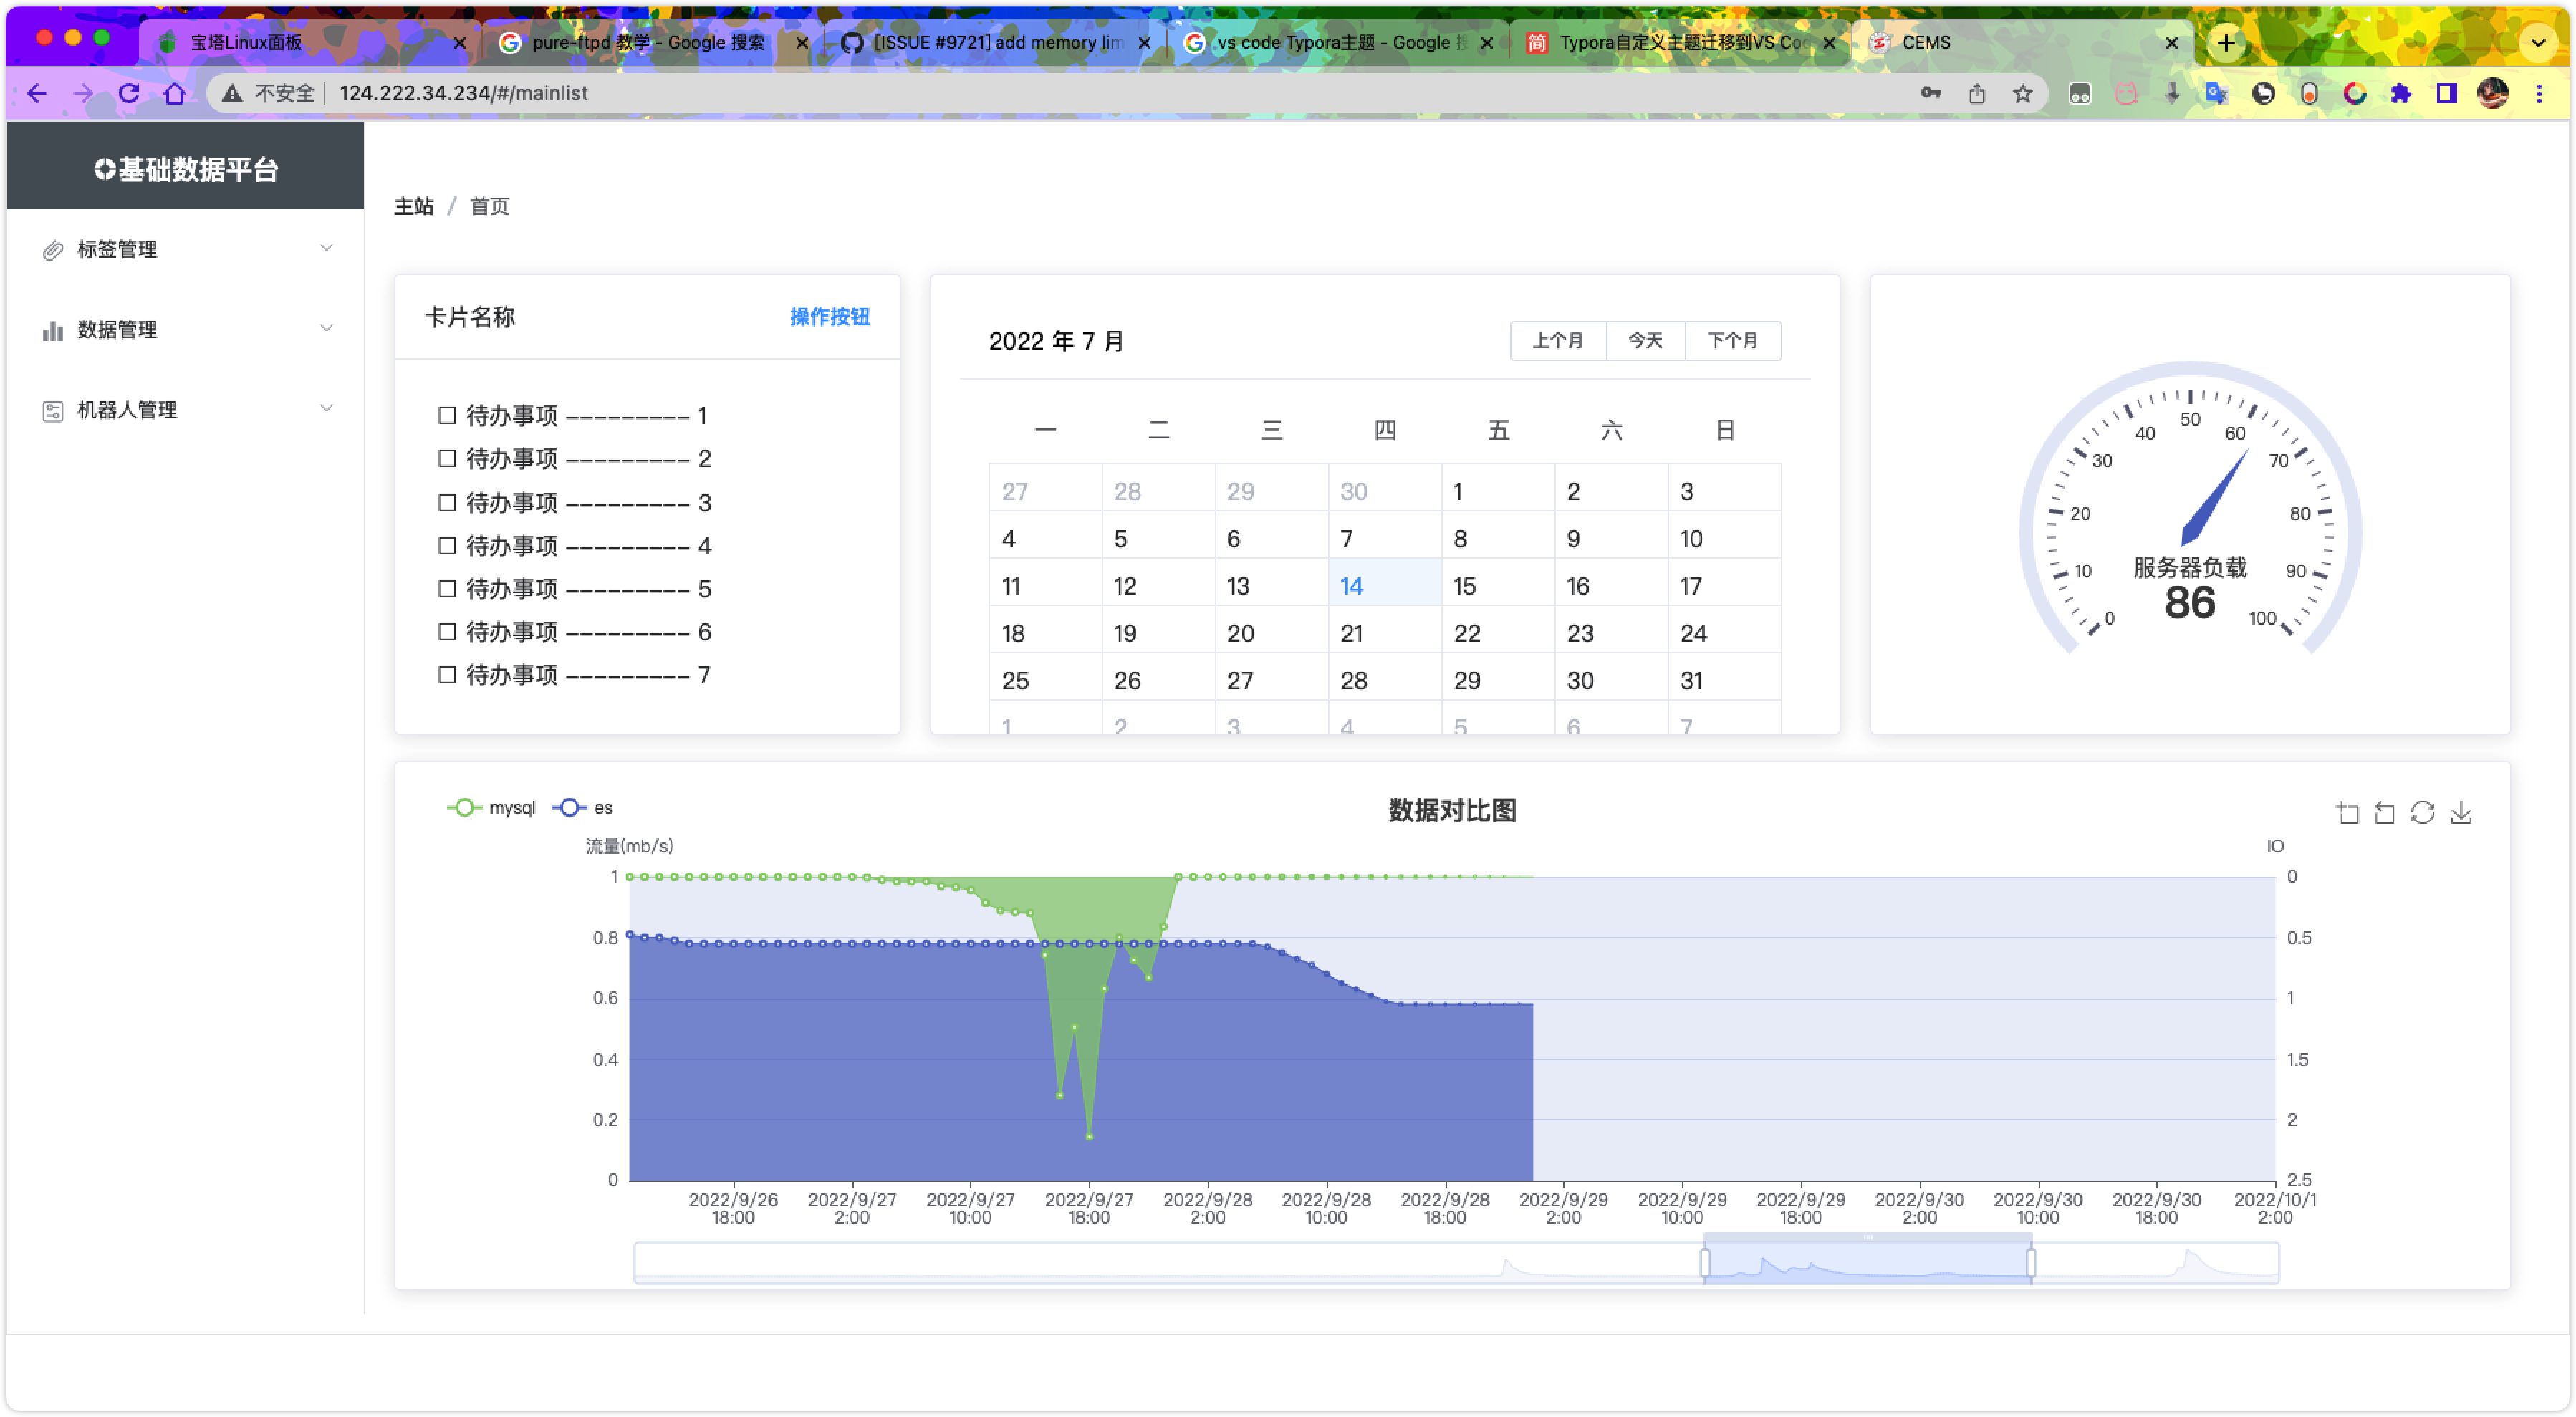 宝塔Linux面板
pure-ftpd 教学 - Google 搜索
[ISSUE #9721] add memory lim
vs code Typora主题 - Google
Typora自定义主题迁移到VS Co
CEMS
不安全 124.222.34.234/#/mainlist
基础数据平台
标签管理
数据管理
机器人管理
主站 / 首页
卡片名称 操作按钮
待办事项 --------- 1
待办事项 --------- 2
待办事项 --------- 3
待办事项 --------- 4
待办事项 --------- 5
待办事项 --------- 6
待办事项 --------- 7
2022 年 7 月 上个月 今天 下个月
一 二 三 四 五 六 日
27 28 29 30 1 2 3
4 5 6 7 8 9 10
11 12 13 14 15 16 17
18 19 20 21 22 23 24
25 26 27 28 29 30 31
1 2 3 4 5 6 7
0 10 20 30 40 50 60 70 80 90 100
服务器负载
86
mysql es
数据对比图
流量(mb/s)
IO
1
0.8
0.6
0.4
0.2
0
0
0.5
1
1.5
2
2.5
2022/9/26 18:00
2022/9/27 2:00
2022/9/27 10:00
2022/9/27 18:00
2022/9/28 2:00
2022/9/28 10:00
2022/9/28 18:00
2022/9/29 2:00
2022/9/29 10:00
2022/9/29 18:00
2022/9/30 2:00
2022/9/30 10:00
2022/9/30 18:00
2022/10/1 2:00